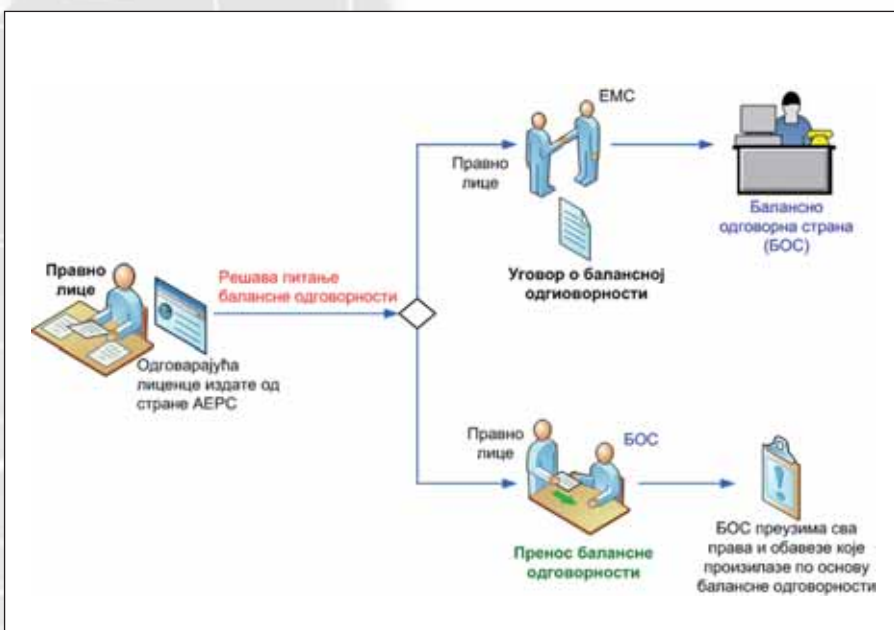 Правно
лице
Одговарајућа
лиценце издате од
стране АЕРС
Решава питање
балансне одговорности
ЕМС
Правно
лице
Уговор о балансној
одгиоворности
Балансно
одговорна страна
(БОС)
Правно
лице
БОС
Пренос балансне
одговорности
БОС преузима сва
права и обавезе које
произилазе по основу
балансне одговорности